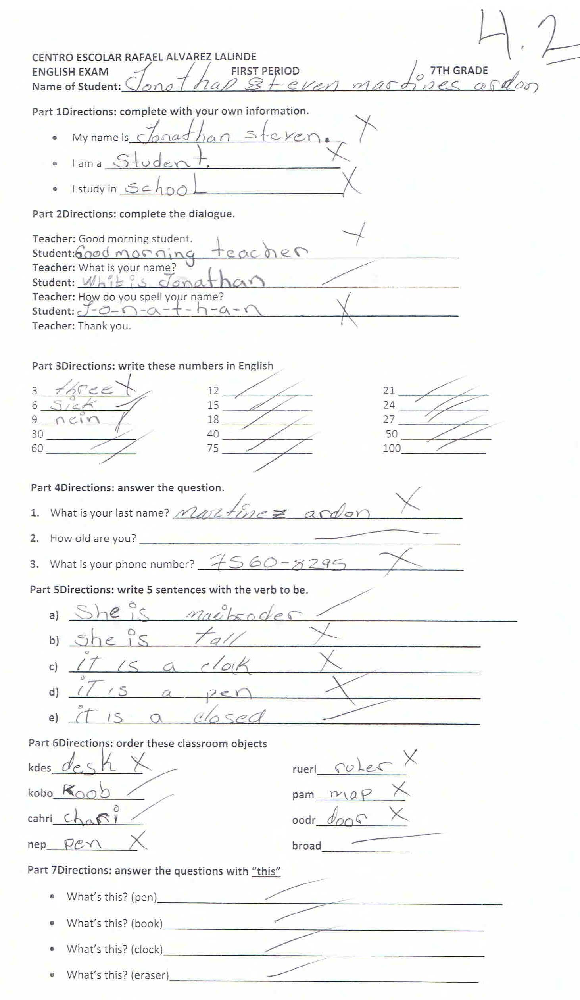 4.2
CENTRO ESCOLAR RAFAEL ALVAREZ LALINDE
ENGLISH EXAM FIRST PERIOD 7TH GRADE
Name of Student: Jonathan Steven martines ardon
Part 1Directions: complete with your own information.
• My name is Jonathan steven.
• I am a Student.
• I study in School
Part 2Directions: complete the dialogue.
Teacher: Good morning student.
Student: Good morning teacher
Teacher: What is your name?
Student: Whit is Jonathan
Teacher: How do you spell your name?
Student: J-o-n-a-t-h-a-n
Teacher: Thank you.
Part 3Directions: write these numbers in English
3 three 12 21
6 Sick 15 24
9 nein 18 27
30 40 50
60 75 100
Part 4Directions: answer the question.
1. What is your last name? Martinez ardon
2. How old are you?
3. What is your phone number? 7560-8295
Part 5Directions: write 5 sentences with the verb to be.
a) She is maibroder
b) She is tall
c) it is a clock
d) iT is a pen
e) it is a closed
Part 6Directions: order these classroom objects
kdes desk ruerl ruLer
kobo Koob pam map
cahri chari oodr door
nep pen broad
Part 7Directions: answer the questions with "this"
• What's this? (pen)
• What's this? (book)
• What's this? (clock)
• What's this? (eraser)